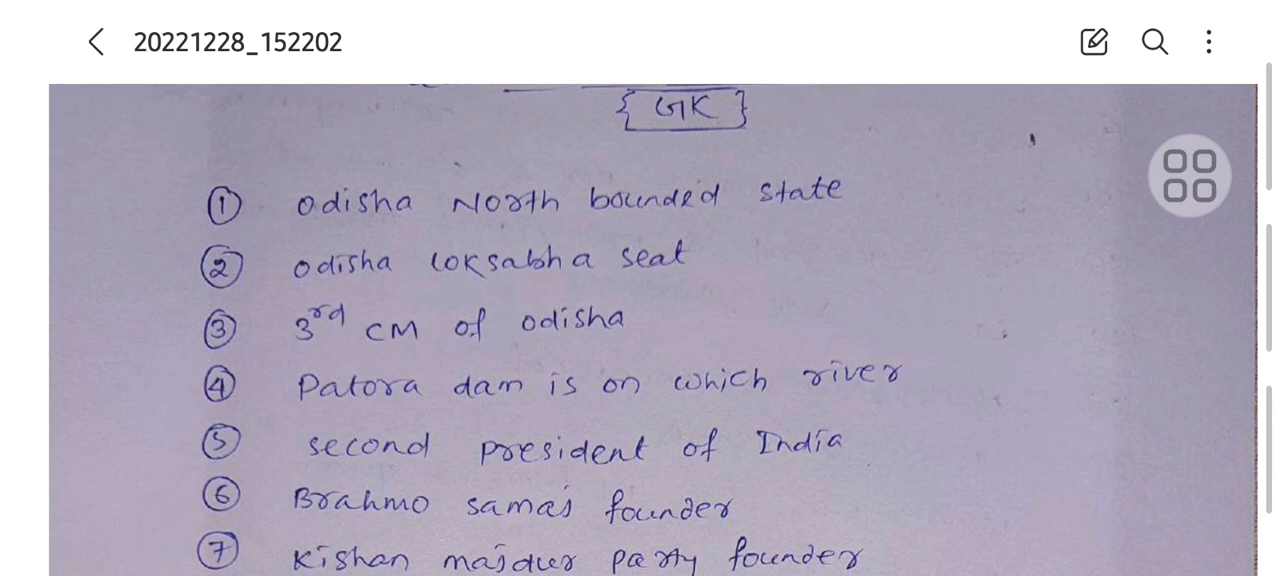 20221228_152202
{ GK }
① Odisha North bounded state
② Odisha loksabha seat
③ 3rd CM of odisha
④ Patora dam is on which river
⑤ second president of India
⑥ Brahmo samaj founder
⑦ Kishan majdur party founder